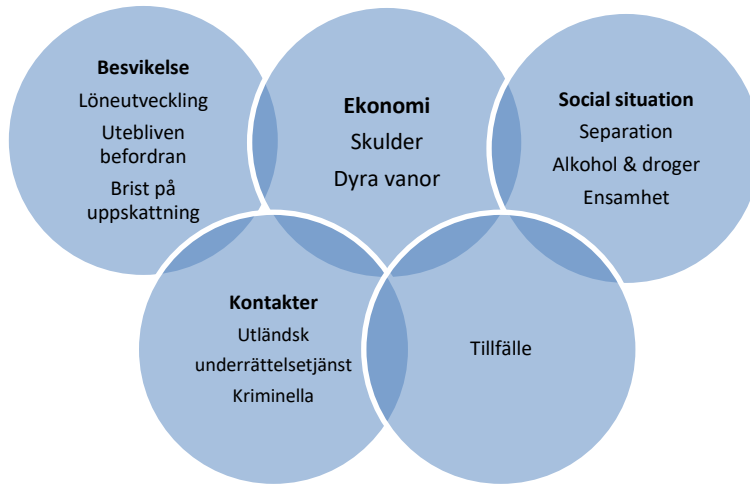 Besvikelse
Löneutveckling
Utebliven
befordran
Brist på
uppskattning
Ekonomi
Skulder
Dyra vanor
Social situation
Separation
Alkohol & droger
Ensamhet
Kontakter
Utländsk
underrättelsetjänst
Kriminella
Tillfälle